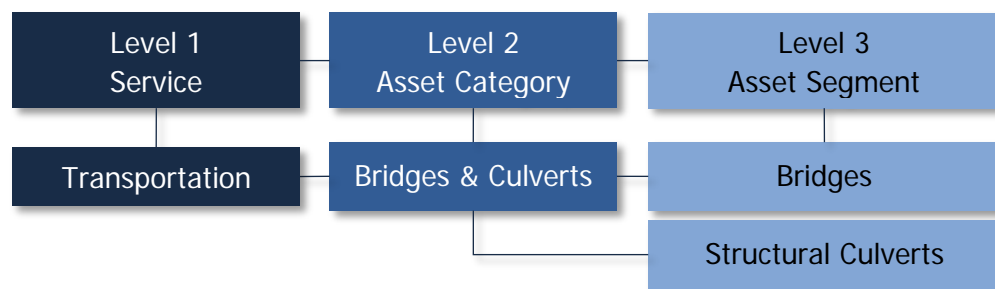 Level 1
Service
Level 2
Asset Category
Level 3
Asset Segment
Transportation
Bridges & Culverts
Bridges
Structural Culverts